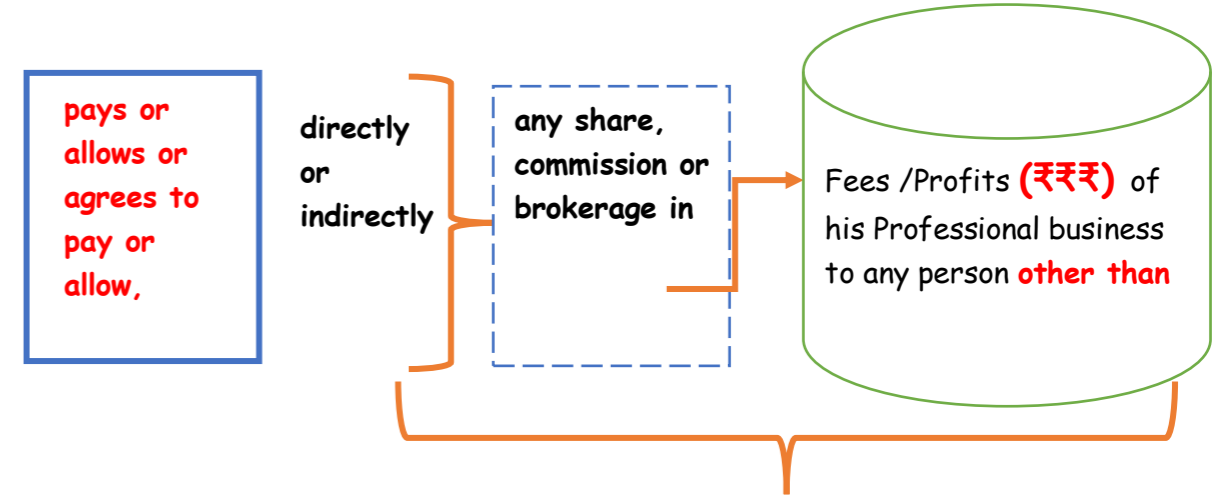 pays or
allows or
agrees to
pay or
allow,
directly
or
indirectly
any share,
commission or
brokerage in
Fees /Profits (₹₹₹) of
his Professional business
to any person other than